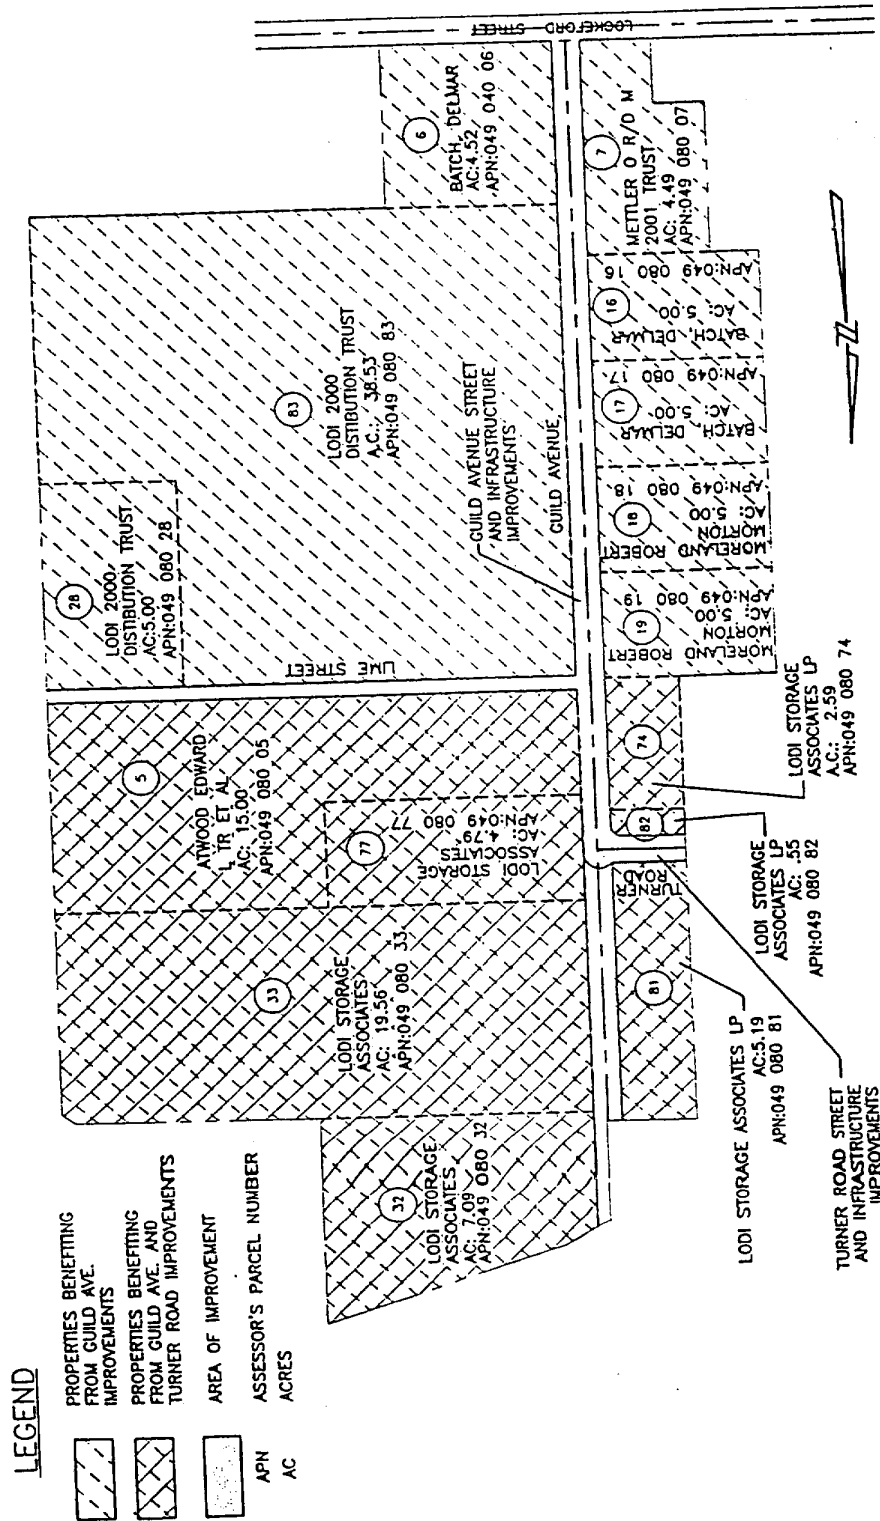 LEGEND
PROPERTIES BENEFITING
FROM GUILD AVE.
IMPROVEMENTS
PROPERTIES BENEFITING
FROM GUILD AVE. AND
TURNER ROAD IMPROVEMENTS
AREA OF IMPROVEMENT
APN ASSESSOR'S PARCEL NUMBER
AC ACRES
32
LODI STORAGE
ASSOCIATES
AC: 7.09
APN:049 080 32
33
LODI STORAGE
ASSOCIATES
AC: 19.56
APN:049 080 33
5
ATWOOD EDWARD
L TR ET AL
AC: 15.00
APN:049 080 05
77
LODI STORAGE
ASSOCIATES
AC: 4.79
APN:049 080 77
LIME STREET
28
LODI 2000
DISTIBUTION TRUST
AC:5.00
APN:049 080 28
83
LODI 2000
DISTIBUTION TRUST
A.C.: 38.53
APN:049 080 83
6
BATCH, DELMAR
AC:4.52
APN:049 040 06
LOCKEFORD STREET
GUILD AVENUE STREET
AND INFRASTRUCTURE
IMPROVEMENTS
GUILD AVENUE
81
TURNER
ROAD
82
74
19
MORELAND ROBERT
MORTON
AC: 5.00
APN:049 080 19
18
MORELAND ROBERT
MORTON
AC: 5.00
APN:049 080 18
17
BATCH, DELMAR
AC: 5.00
APN:049 080 17
16
BATCH, DELMAR
AC: 5.00
APN:049 080 16
7
METTLER O R/D M
2001 TRUST
AC: 4.49
APN:049 080 07
LODI STORAGE ASSOCIATES LP
AC:5.19
APN:049 080 81
LODI STORAGE
ASSOCIATES LP
AC: .55
APN:049 080 82
LODI STORAGE
ASSOCIATES LP
A.C.: 2.59
APN:049 080 74
TURNER ROAD STREET
AND INFRASTRUCTURE
IMPROVEMENTS
Z